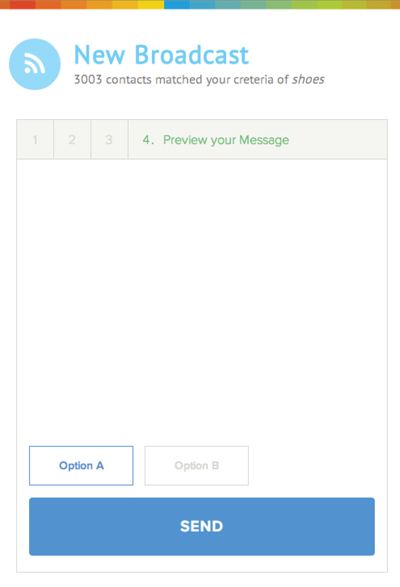 New Broadcast
3003 contacts matched your creteria of shoes
1 2 3 4. Preview your Message
Option A Option B
SEND